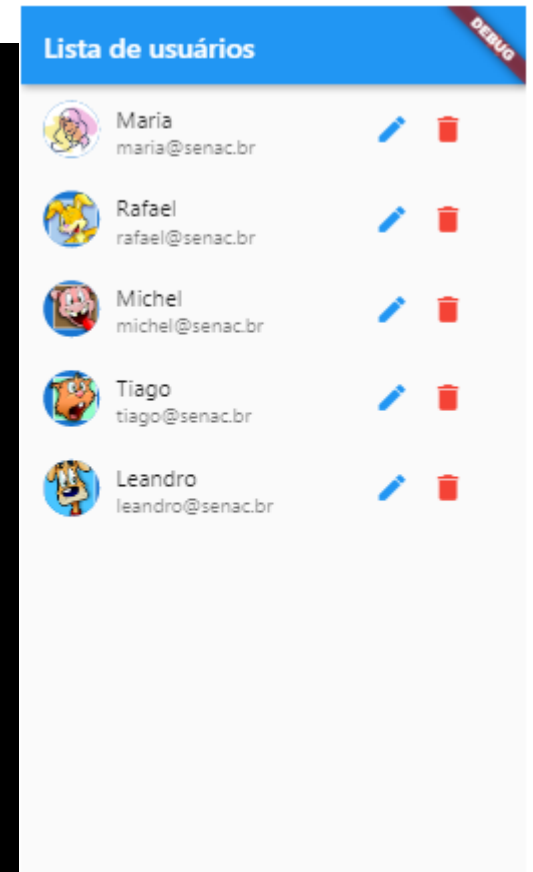 Lista de usuários
DEBUG
Maria
maria@senac.br
Rafael
rafael@senac.br
Michel
michel@senac.br
Tiago
tiago@senac.br
Leandro
leandro@senac.br